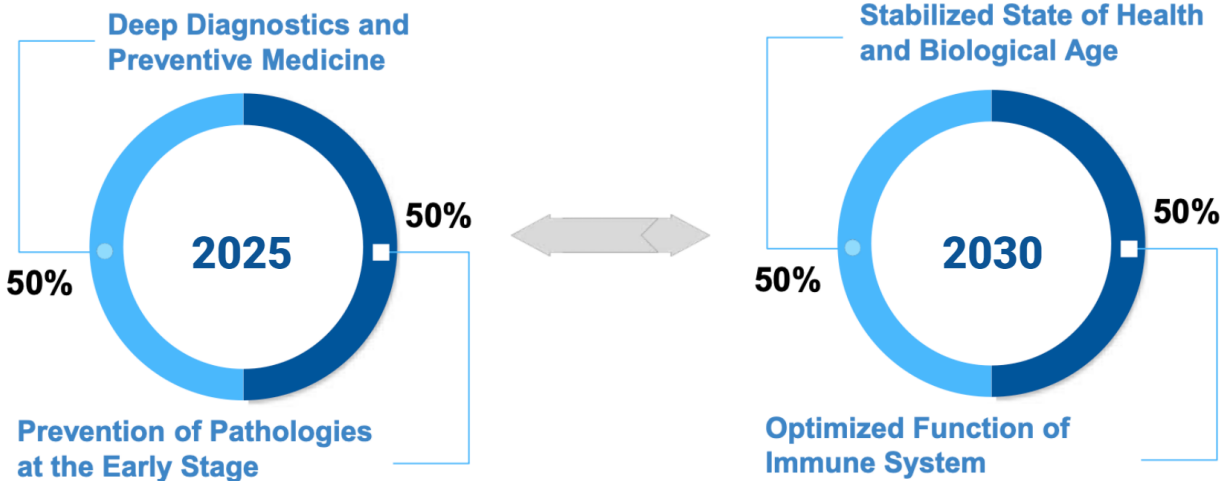 Deep Diagnostics and
Preventive Medicine
50%
2025
50%
Prevention of Pathologies
at the Early Stage
Stabilized State of Health
and Biological Age
50%
2030
50%
Optimized Function of
Immune System